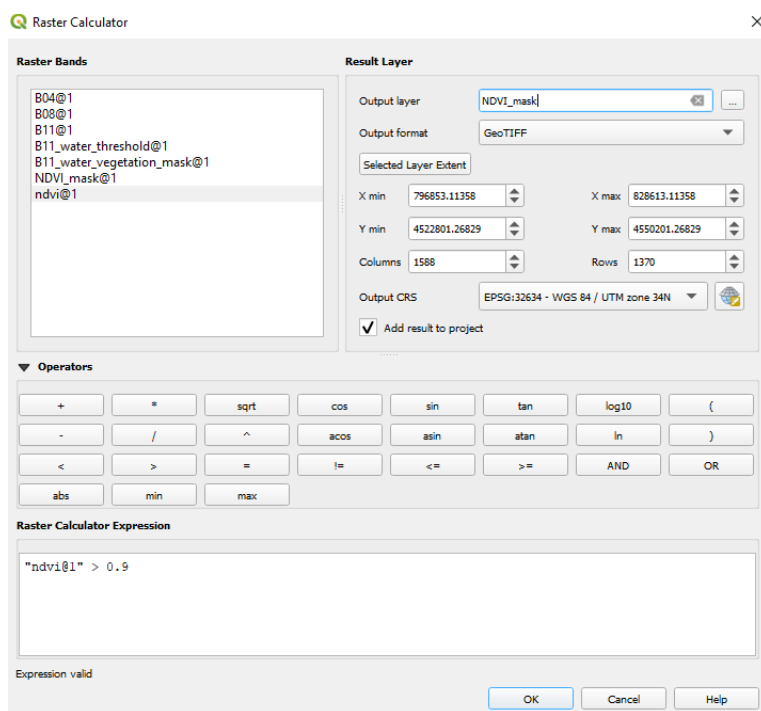 Raster Calculator
Raster Bands
B04@1
B08@1
B11@1
B11_water_threshold@1
B11_water_vegetation_mask@1
NDVI_mask@1
ndvi@1
Result Layer
Output layer NDVI_mask ...
Output format GeoTIFF
Selected Layer Extent
X min 796853.11358 X max 828613.11358
Y min 4522801.26829 Y max 4550201.26829
Columns 1588 Rows 1370
Output CRS EPSG:32634 - WGS 84 / UTM zone 34N
Add result to project
Operators
+ * sqrt cos sin tan log10 (
- / ^ acos asin atan ln )
< > = != <= >= AND OR
abs min max
Raster Calculator Expression
"ndvi@1" > 0.9
Expression valid
OK Cancel Help